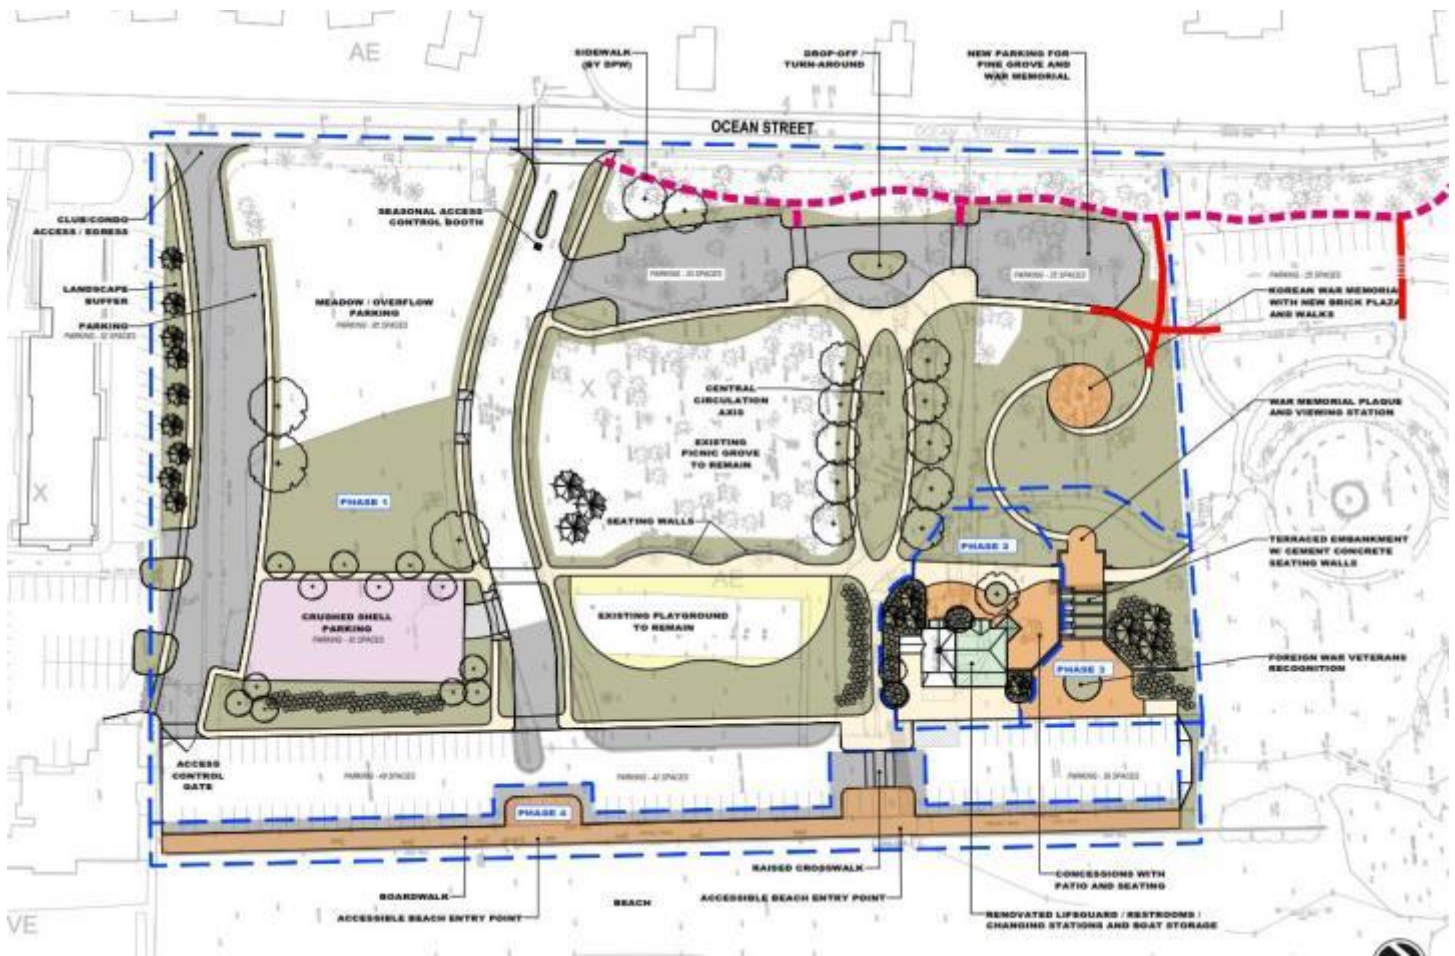 AE
SIDEWALK
(BY DPW)
DROP-OFF /
TURN-AROUND
NEW PARKING FOR
PINE GROVE AND
WAR MEMORIAL
X
OCEAN STREET
OCEAN STREET
CLUB/CONDO
ACCESS / EGRESS
SEASONAL ACCESS
CONTROL BOOTH
LANDSCAPE
BUFFER
PARKING
MEADOW / OVERFLOW
PARKING
KOREAN WAR MEMORIA
WITH NEW BRICK PLAZA
AND WALKS
CENTRAL
CIRCULATION
AXIS
X
WAR MEMORIAL PLAQUE
AND VIEWING STATION
EXISTING
PICNIC GROVE
TO REMAIN
X
PHASE 1
SEATING WALLS
PHASE 2
TERRACED EMBANKMENT
W/ CEMENT CONCRETE
SEATING WALLS
AE
CRUSHED SHELL
PARKING
EXISTING PLAYGROUND
TO REMAIN
PHASE 3
FOREIGN WAR VETERANS
RECOGNITION
ACCESS
CONTROL
GATE
PHASE 4
RAISED CROSSWALK
CONCESSIONS WITH
PATIO AND SEATING
BOARDWALK
ACCESSIBLE BEACH ENTRY POINT
BEACH
ACCESSIBLE BEACH ENTRY POINT
RENOVATED LIFEGUARD / RESTROOMS /
CHANGING STATIONS AND BOAT STORAGE
VE